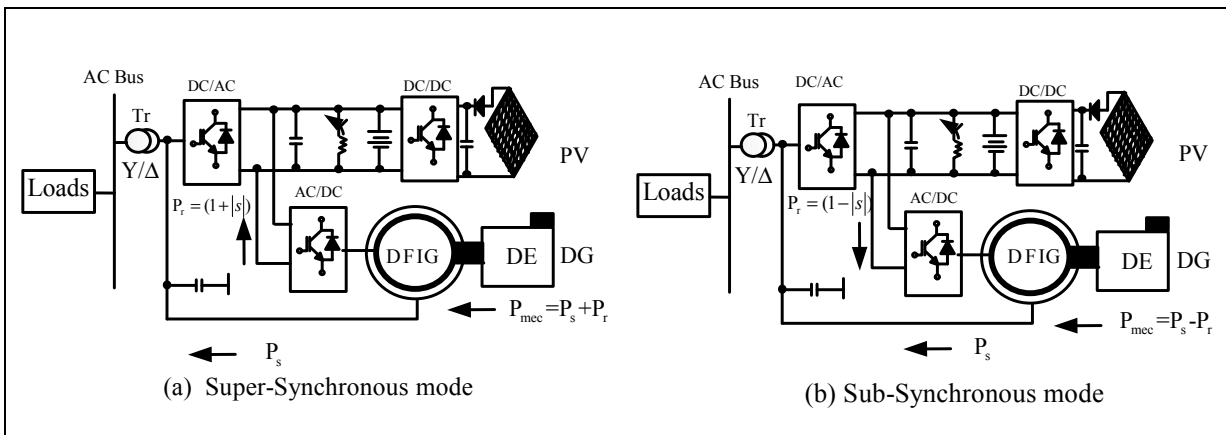 AC Bus
DC/AC
DC/DC
Tr
Y/Δ
PV
Loads
P_r = (1+|s|)
AC/DC
DFIG
DE
DG
P_mec=P_s+P_r
P_s
(a) Super-Synchronous mode
AC Bus
DC/AC
DC/DC
Tr
Y/Δ
PV
Loads
P_r = (1−|s|)
AC/DC
DFIG
DE
DG
P_mec=P_s-P_r
P_s
(b) Sub-Synchronous mode